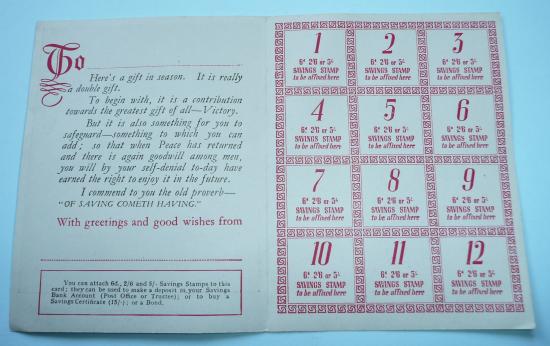 To
Here's a gift in season. It is really
a double gift.
To begin with, it is a contribution
towards the greatest gift of all—Victory.
But it is also something for you to
safeguard—something to which you can
add; so that when Peace has returned
and there is again goodwill among men,
you will by your self-denial to-day have
earned the right to enjoy it in the future.
I commend to you the old proverb—
"OF SAVING COMETH HAVING."
With greetings and good wishes from
You can attach 6d., 2/6 and 5/- Savings Stamps to this
card; they can be used to make a deposit in your Savings
Bank Account (Post Office or Trustee); or to buy a
Savings Certificate (15/-); or a Bond.
1
6d 2'6 or 5/-
SAVINGS STAMP
to be affixed here
2
6d 2'6 or 5/-
SAVINGS STAMP
to be affixed here
3
6d 2'6 or 5/-
SAVINGS STAMP
to be affixed here
4
6d 2'6 or 5/-
SAVINGS STAMP
to be affixed here
5
6d 2'6 or 5/-
SAVINGS STAMP
to be affixed here
6
6d 2'6 or 5/-
SAVINGS STAMP
to be affixed here
7
6d 2'6 or 5/-
SAVINGS STAMP
to be affixed here
8
6d 2'6 or 5/-
SAVINGS STAMP
to be affixed here
9
6d 2'6 or 5/-
SAVINGS STAMP
to be affixed here
10
6d 2'6 or 5/-
SAVINGS STAMP
to be affixed here
11
6d 2'6 or 5/-
SAVINGS STAMP
to be affixed here
12
6d 2'6 or 5/-
SAVINGS STAMP
to be affixed here